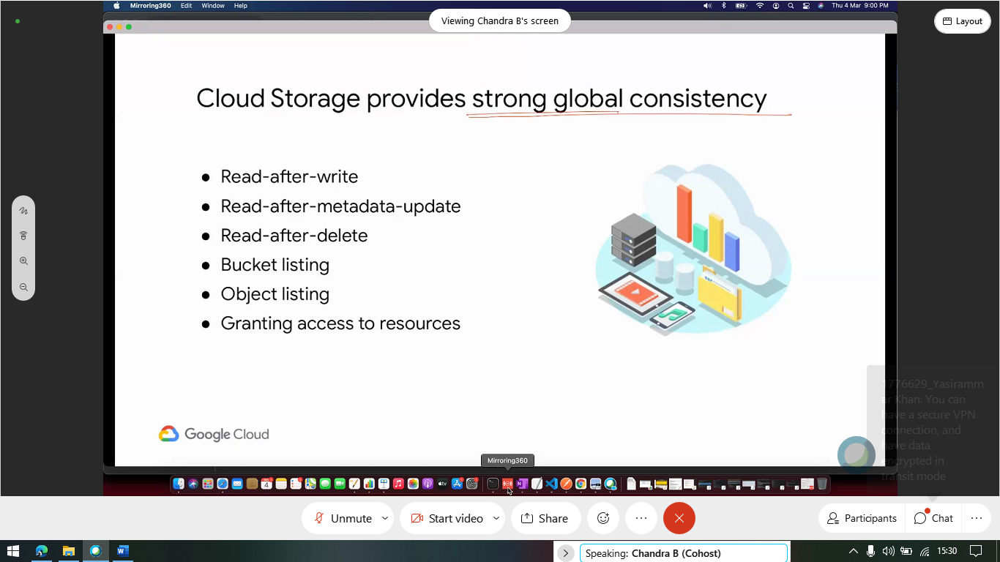 Mirroring360 Edit Window Help
Thu 4 Mar 9:00 PM
Viewing Chandra B's screen
Layout
Cloud Storage provides strong global consistency
● Read-after-write
● Read-after-metadata-update
● Read-after-delete
● Bucket listing
● Object listing
● Granting access to resources
1776629_Yasiramm
ar Khan: You can
have a secure VPN
connection, and
have data
encrypted in
transit mode
Google Cloud
Mirroring360
Unmute
Start video
Share
Participants
Chat
Speaking: Chandra B (Cohost)
15:30